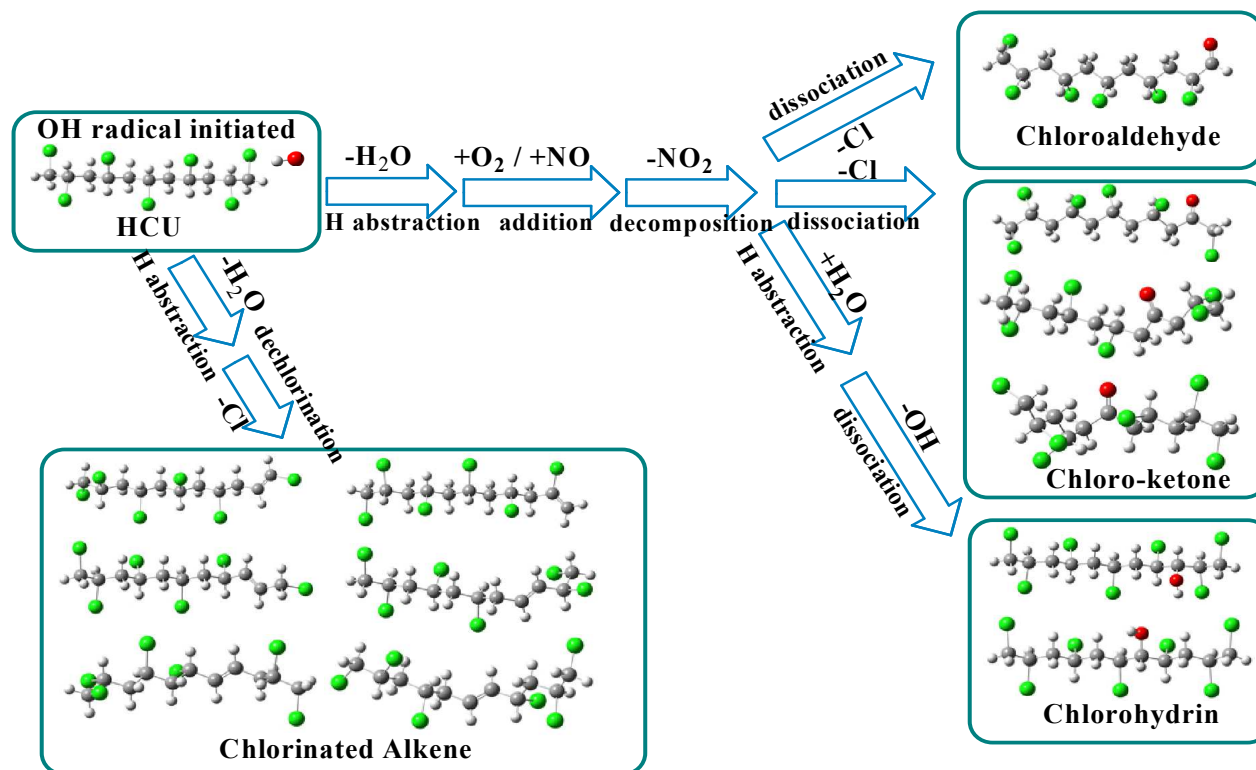 OH radical initiated
HCU
-H₂O
H abstraction
+O₂ / +NO
addition
-NO₂
decomposition
dissociation
-Cl
Chloroaldehyde
-Cl
dissociation
Chloro-ketone
+H₂O
H abstraction
-OH
dissociation
Chlorohydrin
-H₂O
H abstraction
-Cl
dechlorination
Chlorinated Alkene